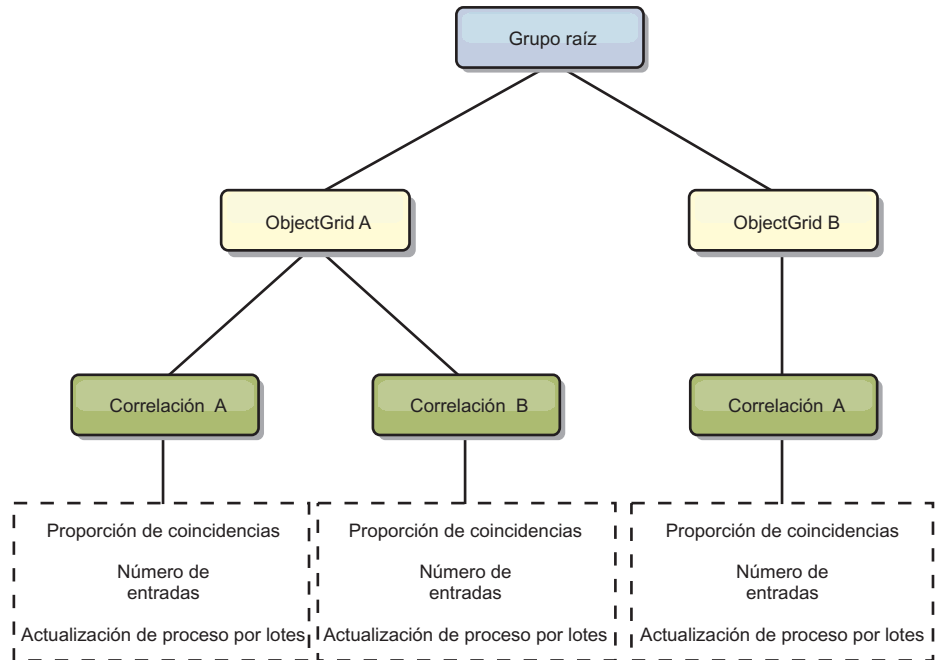 Grupo raíz
ObjectGrid A
ObjectGrid B
Correlación A
Correlación B
Correlación A
Proporción de coincidencias
Número de
entradas
Actualización de proceso por lotes
Proporción de coincidencias
Número de
entradas
Actualización de proceso por lotes
Proporción de coincidencias
Número de
entradas
Actualización de proceso por lotes